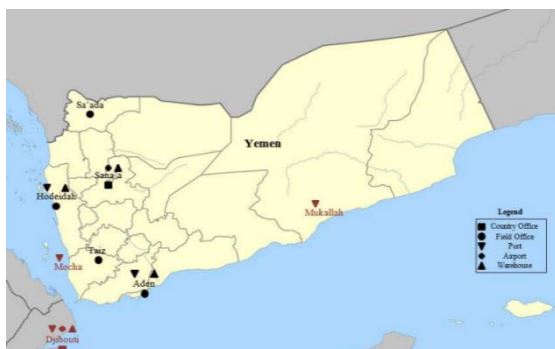 Sa'ada
Yemen
Sana,a
Hodeidah
Mukallah
Taiz
Mocha
Aden
Djibouti
Legend
Country Office
Field Office
Port
Airport
Warehouse